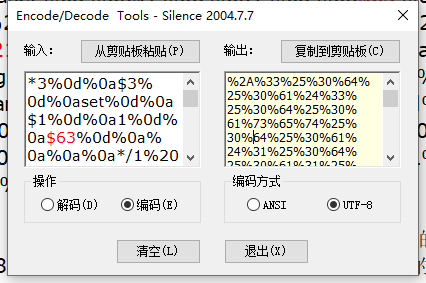 Encode/Decode Tools - Silence 2004.7.7
输入:
从剪贴板粘贴(P)
输出:
复制到剪贴板(C)
*3%0d%0a$3%
0d%0aset%0d%0a
$1%0d%0a1%0d%
0a$63%0d%0a%
0a%0a%0a*/1%20
%2A%33%25%30%64%
25%30%61%24%33%
25%30%64%25%30%
61%73%65%74%25%
30%64%25%30%61%
24%31%25%30%64%
25%30%61%31%25%
操作
解码(D)
编码(E)
编码方式
ANSI
UTF-8
清空(L)
退出(X)